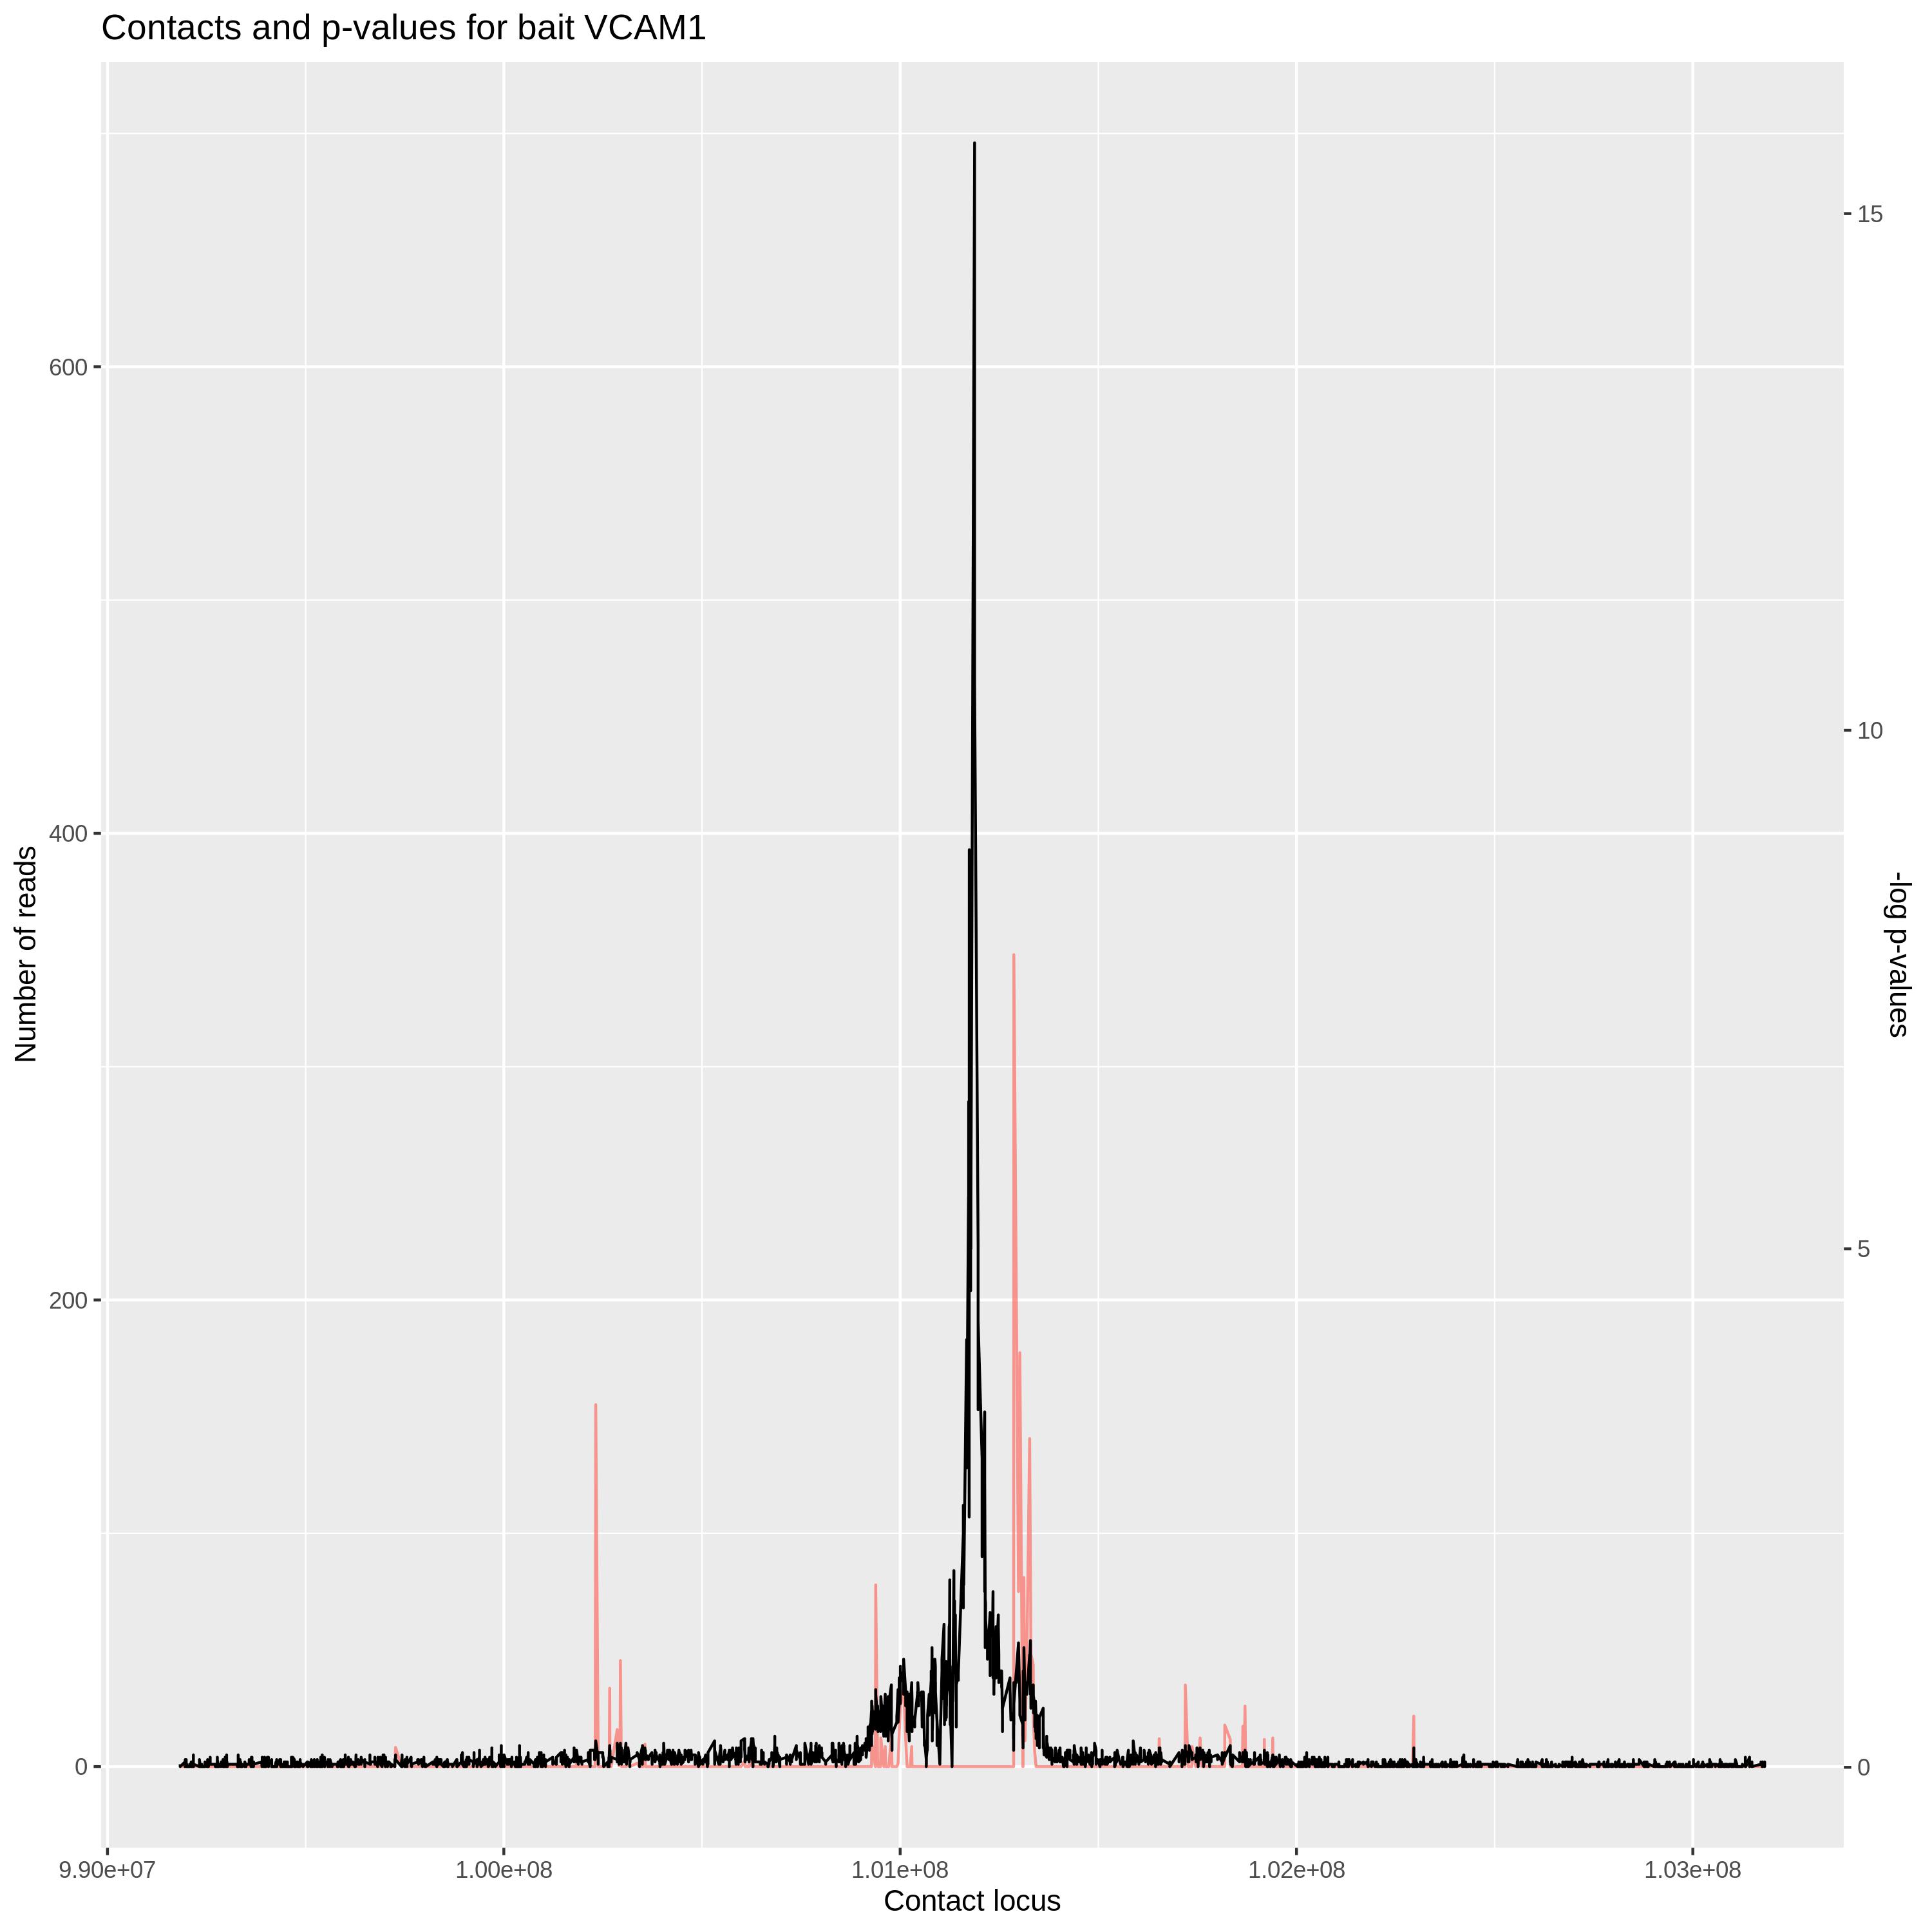 Contacts and p-values for bait VCAM1
Number of reads
600
400
200
0
15
10
5
0
-log p-values
9.90e+07
1.00e+08
1.01e+08
1.02e+08
1.03e+08
Contact locus